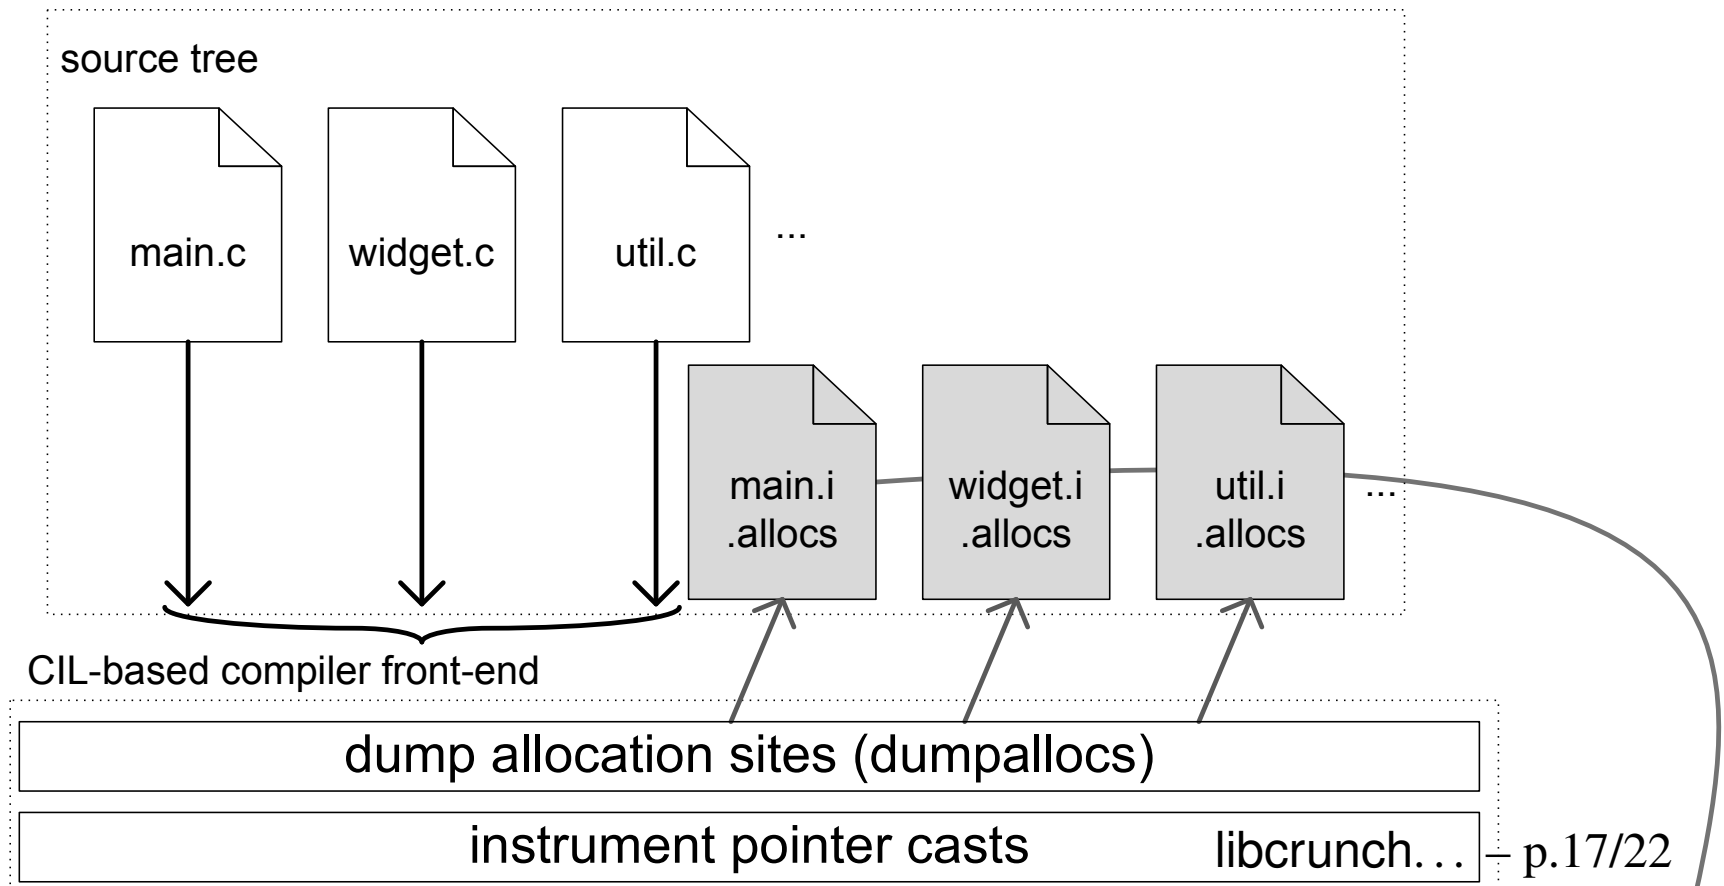 source tree
main.c
widget.c
util.c
...
main.i
.allocs
widget.i
.allocs
util.i
.allocs
...
CIL-based compiler front-end
dump allocation sites (dumpallocs)
instrument pointer casts
libcrunch. . . – p.17/22